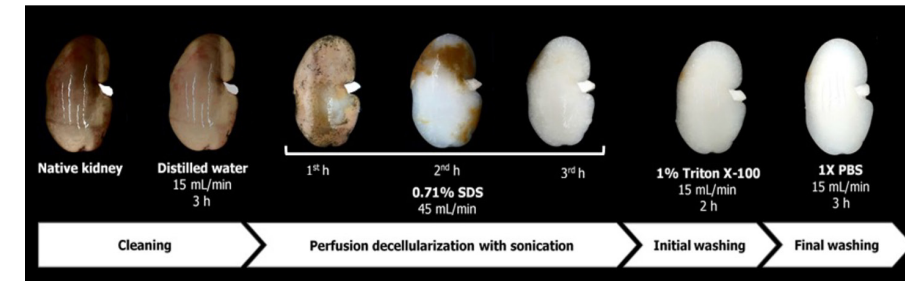 Native kidney
Distilled water
15 mL/min
3 h
1st h
2nd h
3rd h
0.71% SDS
45 mL/min
1% Triton X-100
15 mL/min
2 h
1X PBS
15 mL/min
3 h
Cleaning
Perfusion decellularization with sonication
Initial washing
Final washing